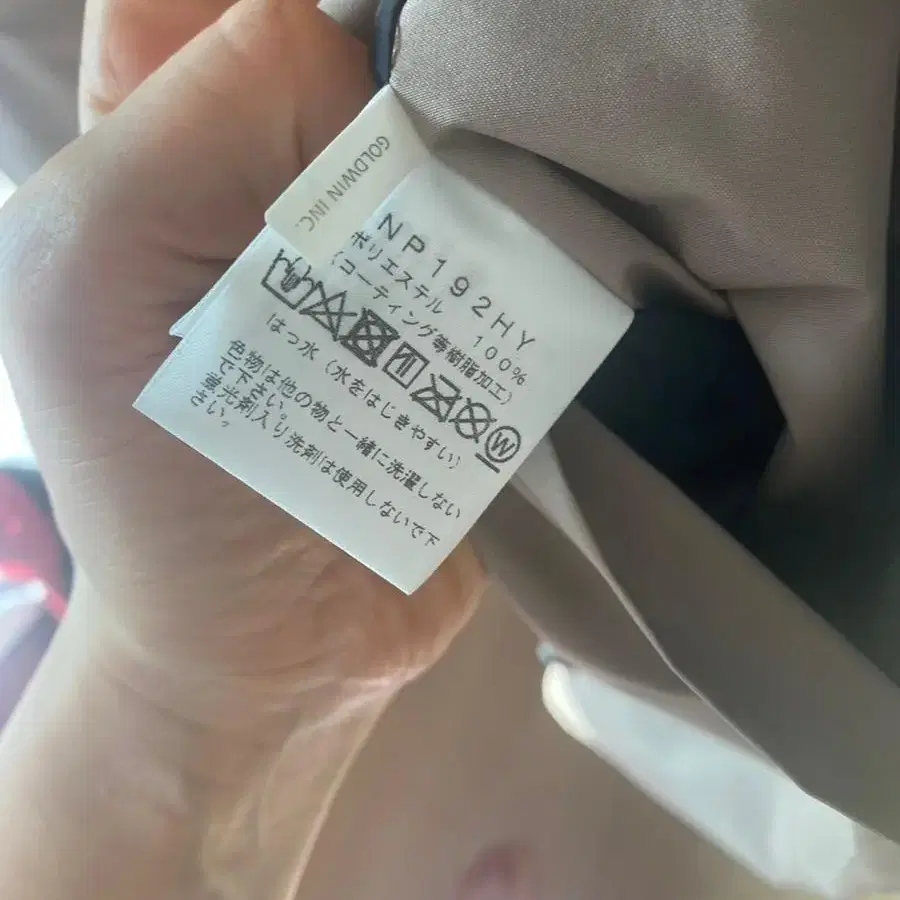 GOLDWIN INC.
NP192HY
ポリエステル 100%
(コーティング等樹脂加工)
W
はっ水(水をはじきやすい)
色物は他の物と一緒に洗濯しない
で下さい。
蛍光剤入り洗剤は使用しないで下
さい。